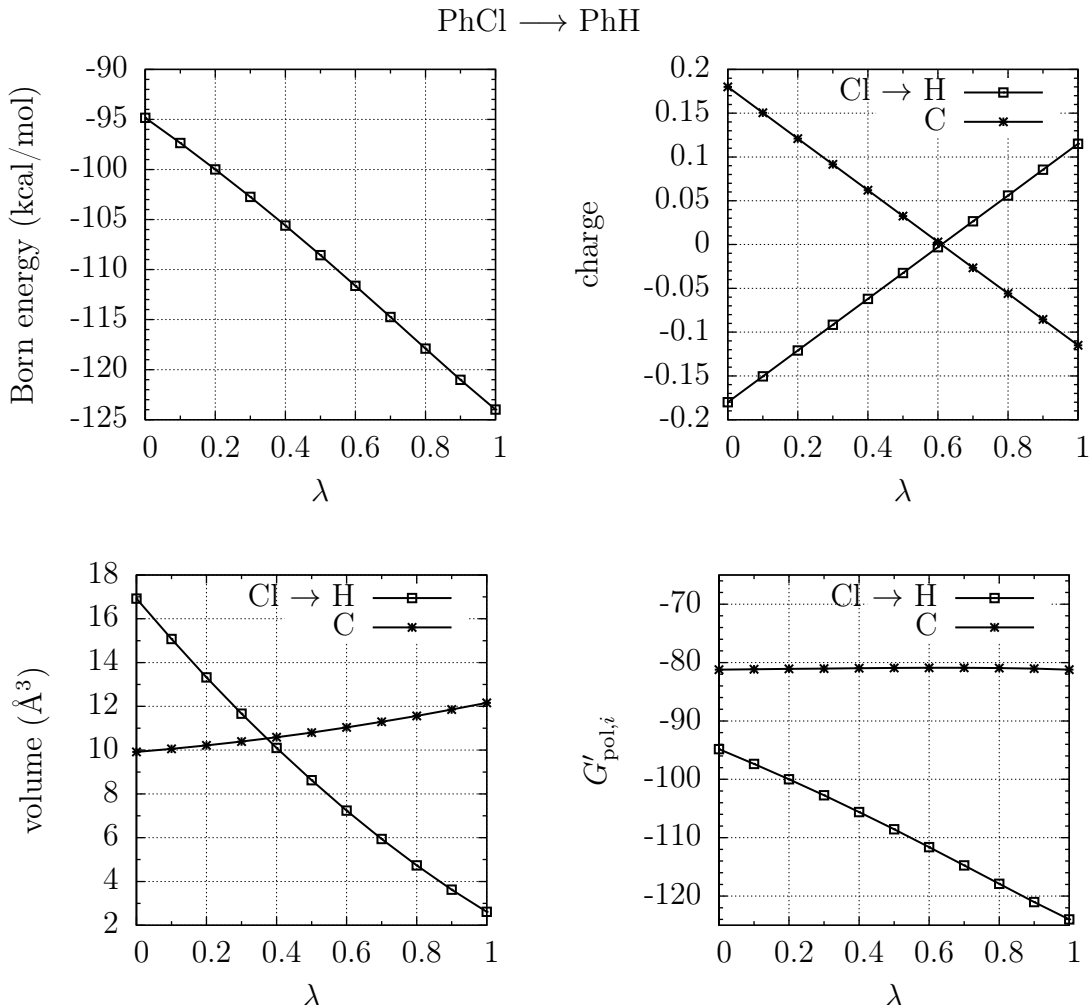 PhCl ⟶ PhH
Born energy (kcal/mol)
-90
-95
-100
-105
-110
-115
-120
-125
0 0.2 0.4 0.6 0.8 1
λ
charge
0.2
0.15
0.1
0.05
0
-0.05
-0.1
-0.15
-0.2
Cl → H
C
0 0.2 0.4 0.6 0.8 1
λ
volume (Å³)
18
16
14
12
10
8
6
4
2
Cl → H
C
0 0.2 0.4 0.6 0.8 1
λ
G′pol,i
-70
-80
-90
-100
-110
-120
Cl → H
C
0 0.2 0.4 0.6 0.8 1
λ